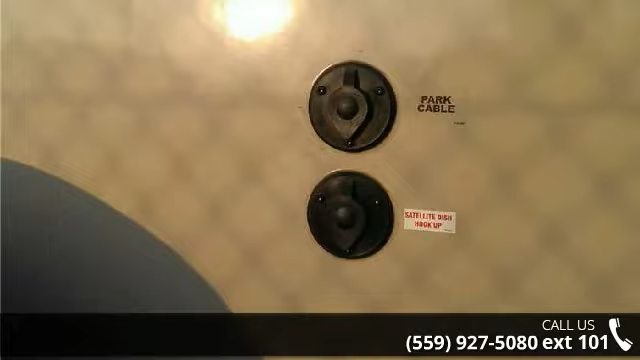 PARK
CABLE
SATELLITE DISH
HOOK UP
CALL US
(559) 927-5080 ext 101